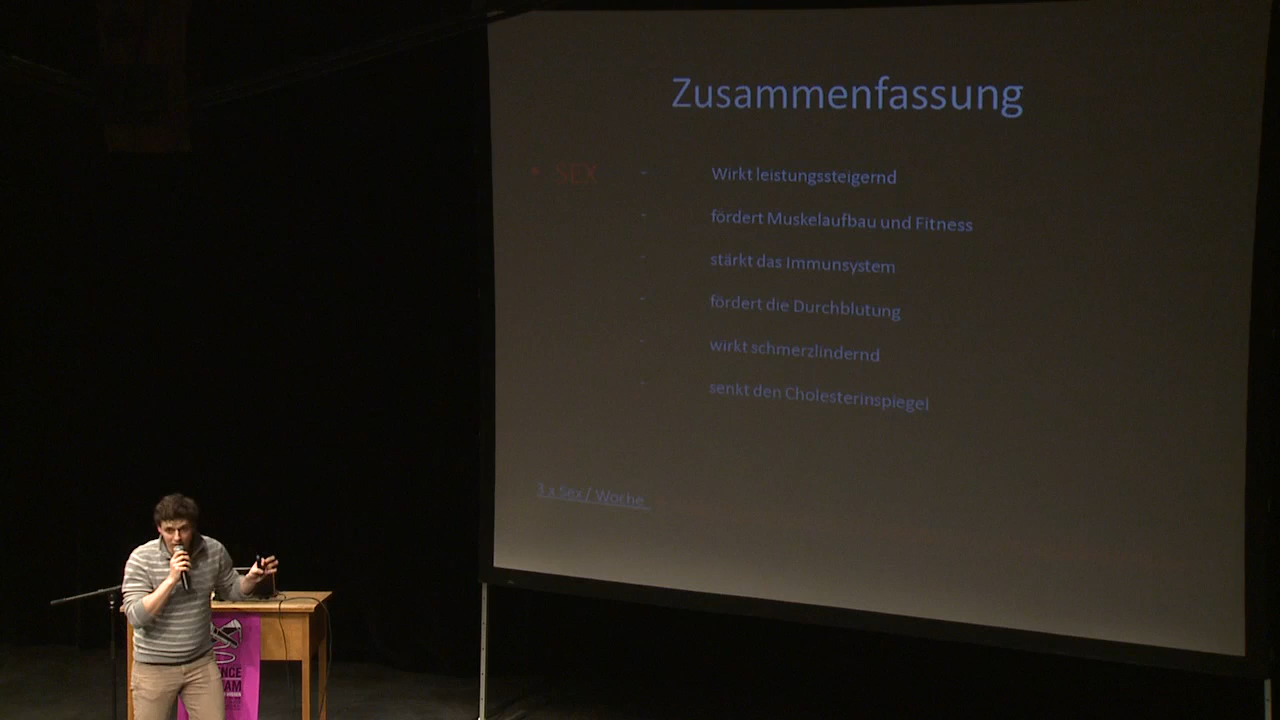 Zusammenfassung
• SEX - Wirkt leistungssteigernd
- fördert Muskelaufbau und Fitness
- stärkt das Immunsystem
- fördert die Durchblutung
- wirkt schmerzlindernd
- senkt den Cholesterinspiegel
3 x Sex / Woche